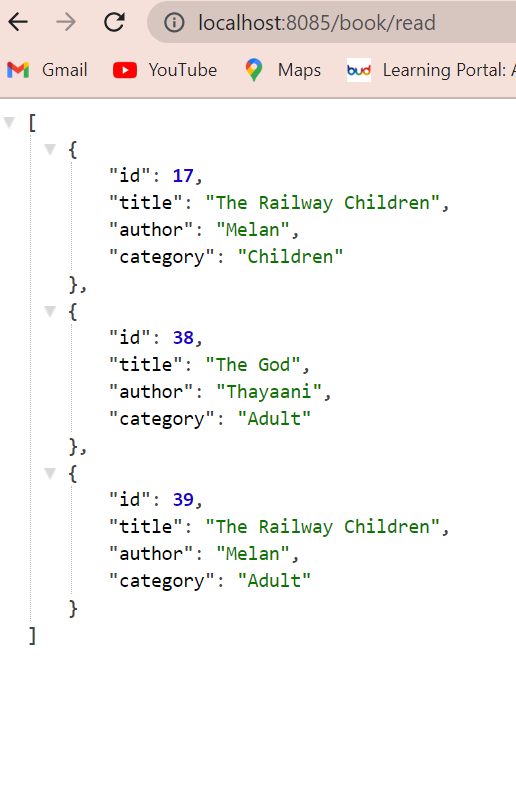 localhost:8085/book/read
Gmail YouTube Maps bud Learning Portal: A
[
{
"id": 17,
"title": "The Railway Children",
"author": "Melan",
"category": "Children"
},
{
"id": 38,
"title": "The God",
"author": "Thayaani",
"category": "Adult"
},
{
"id": 39,
"title": "The Railway Children",
"author": "Melan",
"category": "Adult"
}
]